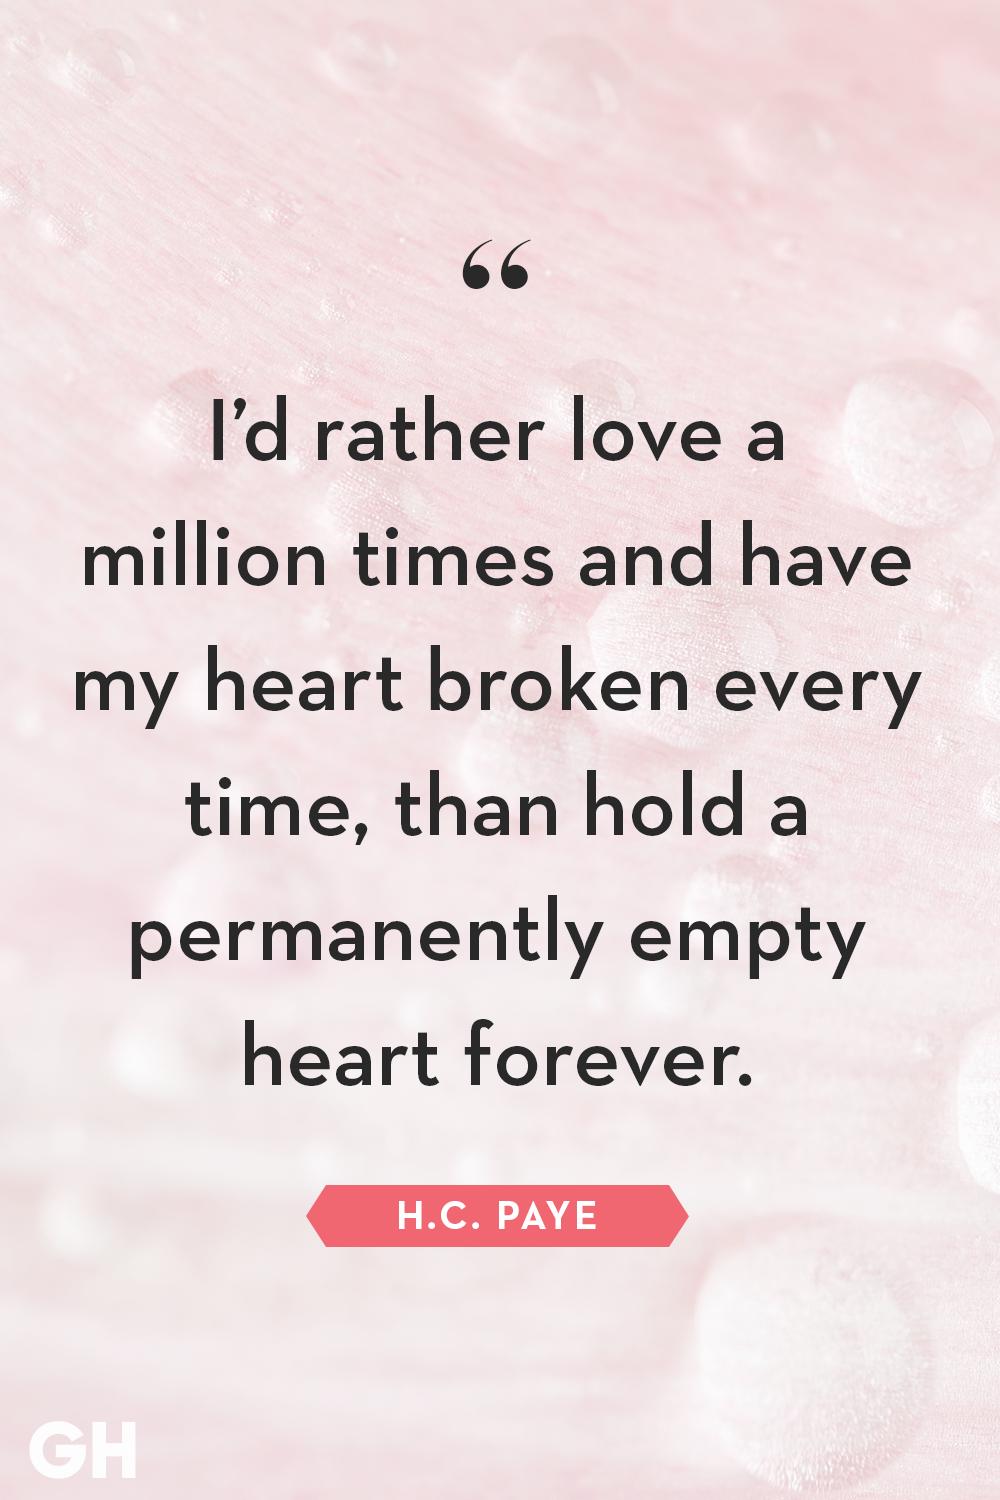 “
I’d rather love a
million times and have
my heart broken every
time, than hold a
permanently empty
heart forever.
H.C. PAYE
GH